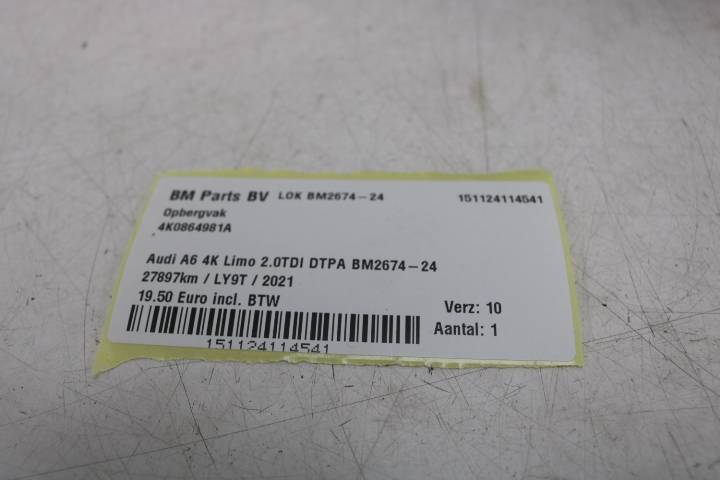 BM Parts BV LOK BM2674-24 151124114541
Opbergvak
4K0864981A
Audi A6 4K Limo 2.0TDI DTPA BM2674-24
27897km / LY9T / 2021
19.50 Euro incl. BTW
Verz: 10
Aantal: 1
151124114541